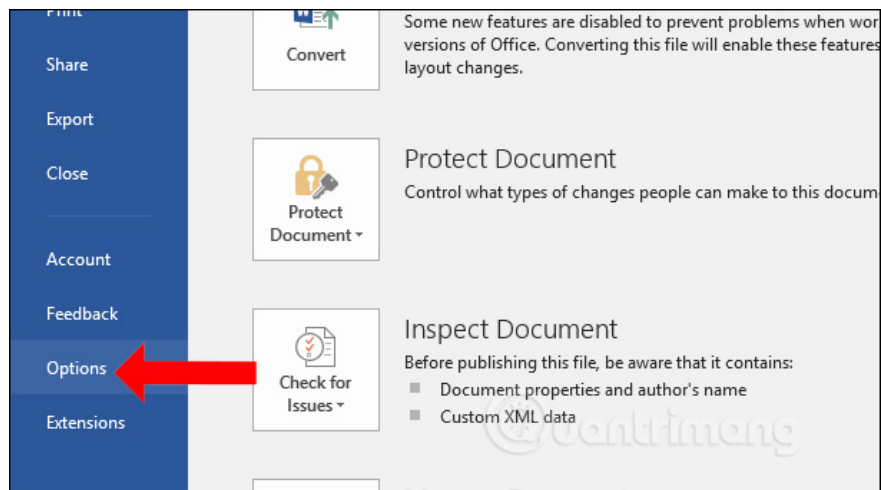 Print
Share
Export
Close
Account
Feedback
Options
Extensions
Convert
Some new features are disabled to prevent problems when wor
versions of Office. Converting this file will enable these features
layout changes.
Protect
Document
Protect Document
Control what types of changes people can make to this docum
Check for
Issues
Inspect Document
Before publishing this file, be aware that it contains:
Document properties and author's name
Custom XML data
Quantrimang